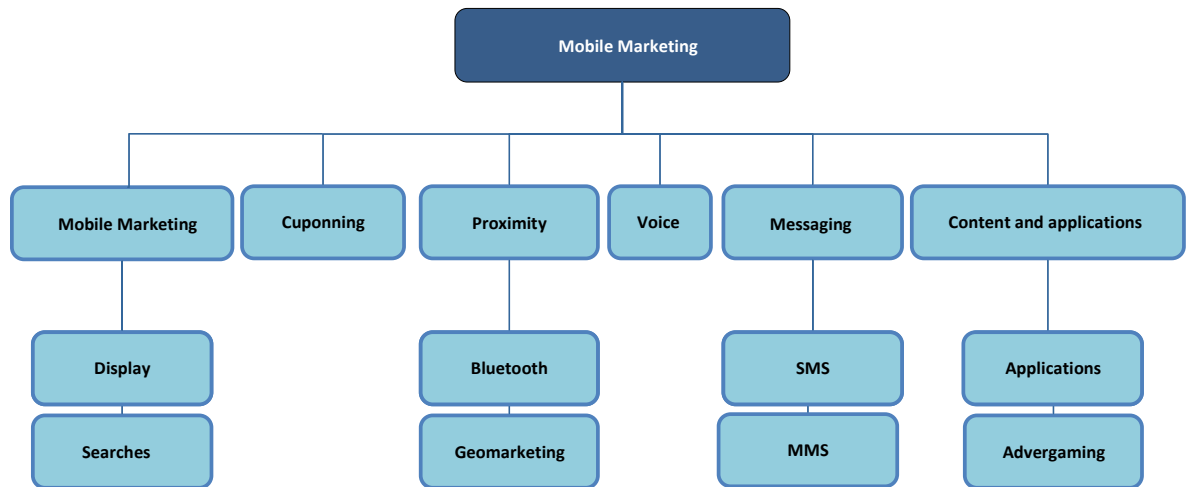 Mobile Marketing
Mobile Marketing
Cuponning
Proximity
Voice
Messaging
Content and applications
Display
Bluetooth
SMS
Applications
Searches
Geomarketing
MMS
Advergaming